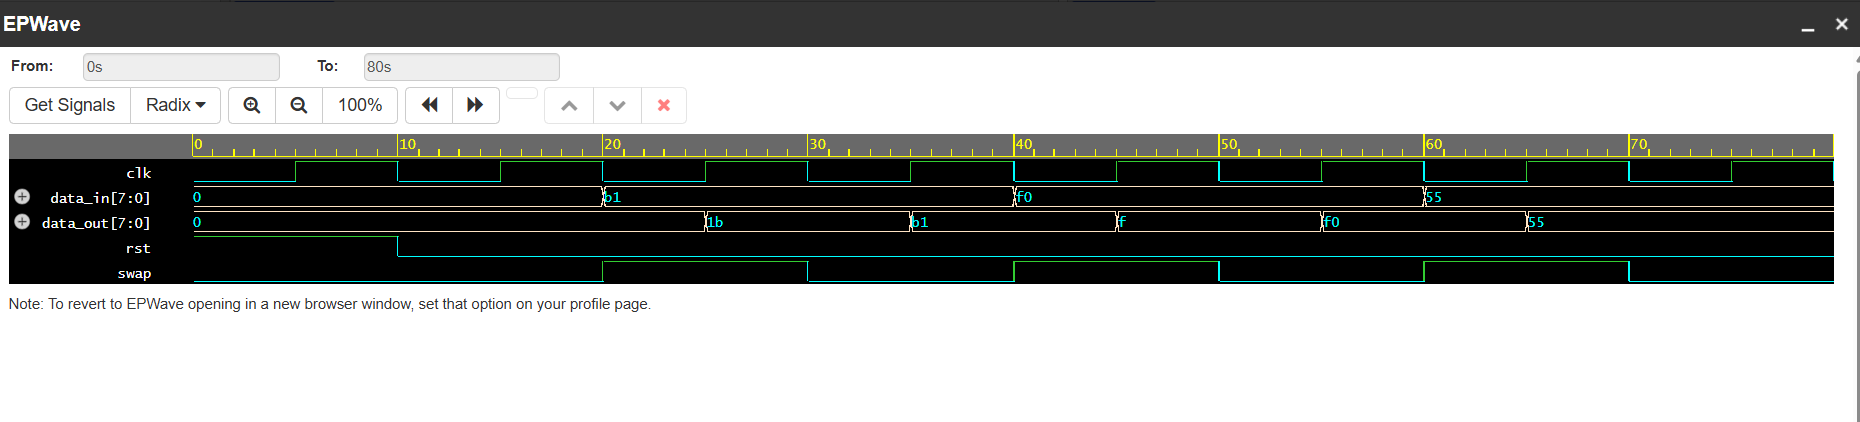 EPWave
From: 0s To: 80s
Get Signals Radix 100%
0 10 20 30 40 50 60 70
clk
data_in[7:0] 0 b1 f0 55
data_out[7:0] 0 1b b1 f f0 55
rst
swap
Note: To revert to EPWave opening in a new browser window, set that option on your profile page.